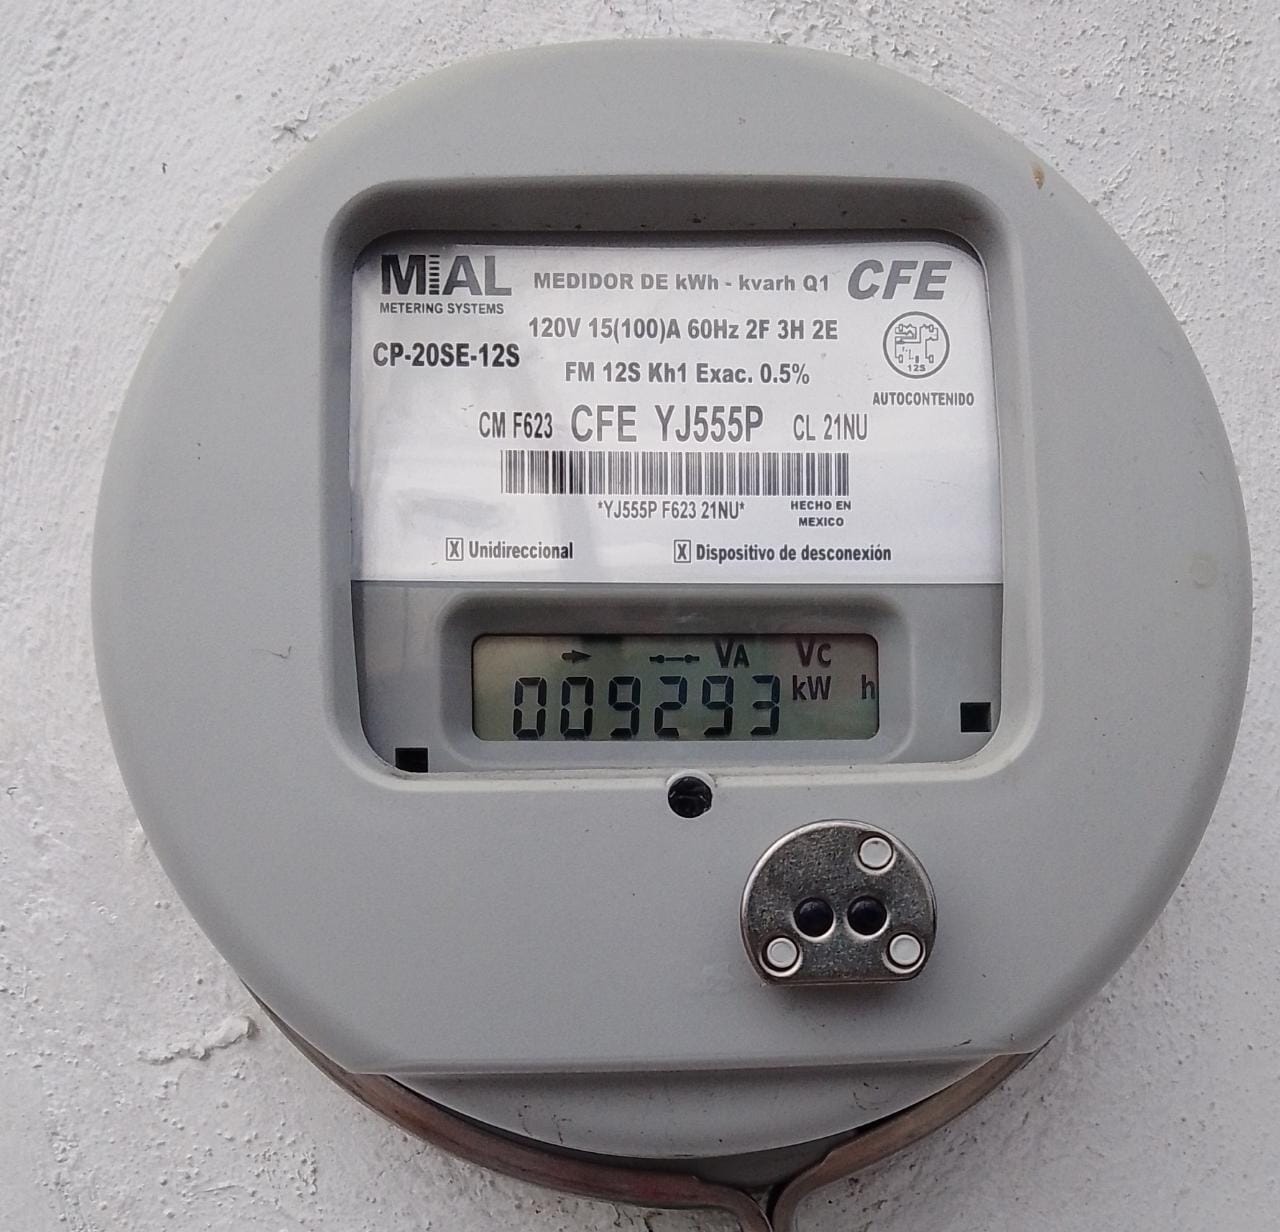 MIAL
METERING SYSTEMS
MEDIDOR DE kWh - kvarh Q1
CFE
120V 15(100)A 60Hz 2F 3H 2E
CP-20SE-12S
FM 12S Kh1 Exac. 0.5%
12S
AUTOCONTENIDO
CM F623 CFE YJ555P CL 21NU
*YJ555P F623 21NU*
HECHO EN
MEXICO
X Unidireccional
X Dispositivo de desconexión
VA VC
009293 kW h